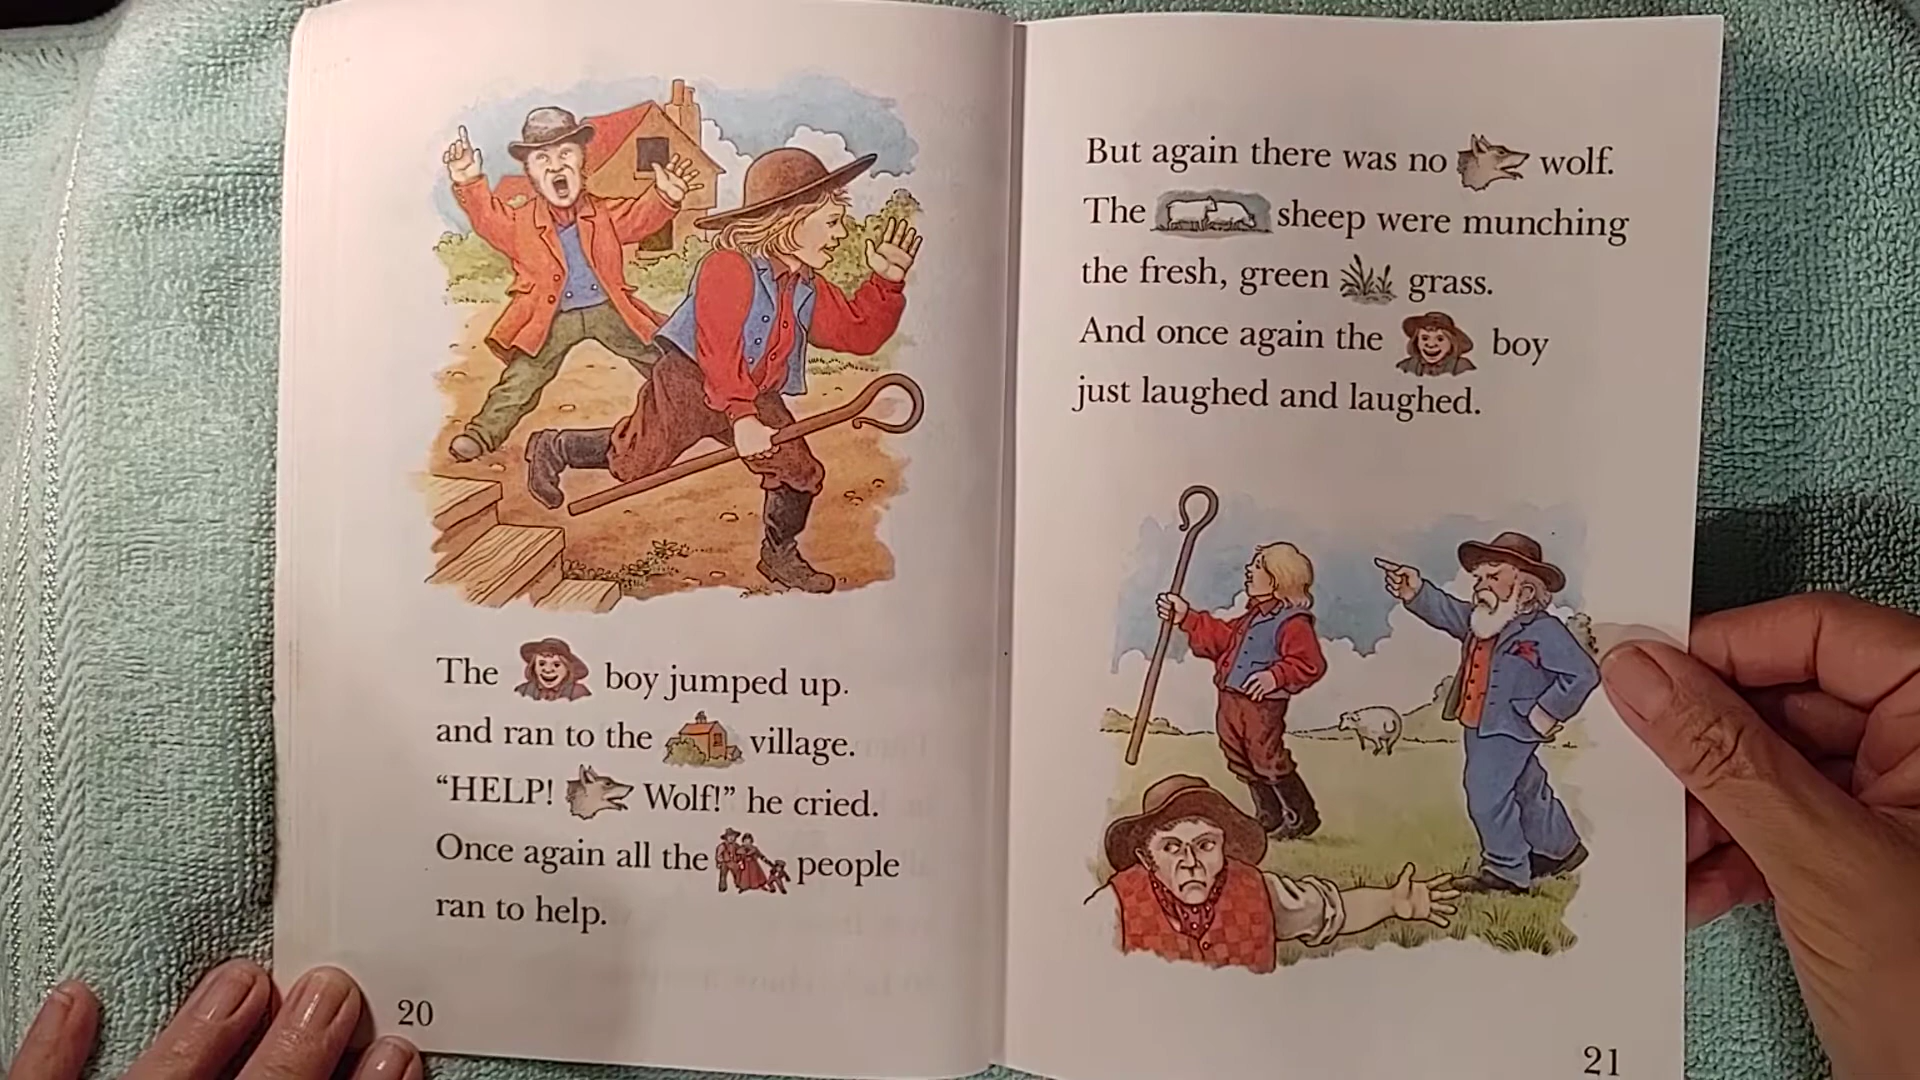 The boy jumped up.
and ran to the village.
“HELP! Wolf!” he cried.
Once again all the people
ran to help.
20
But again there was no wolf.
The sheep were munching
the fresh, green grass.
And once again the boy
just laughed and laughed.
21